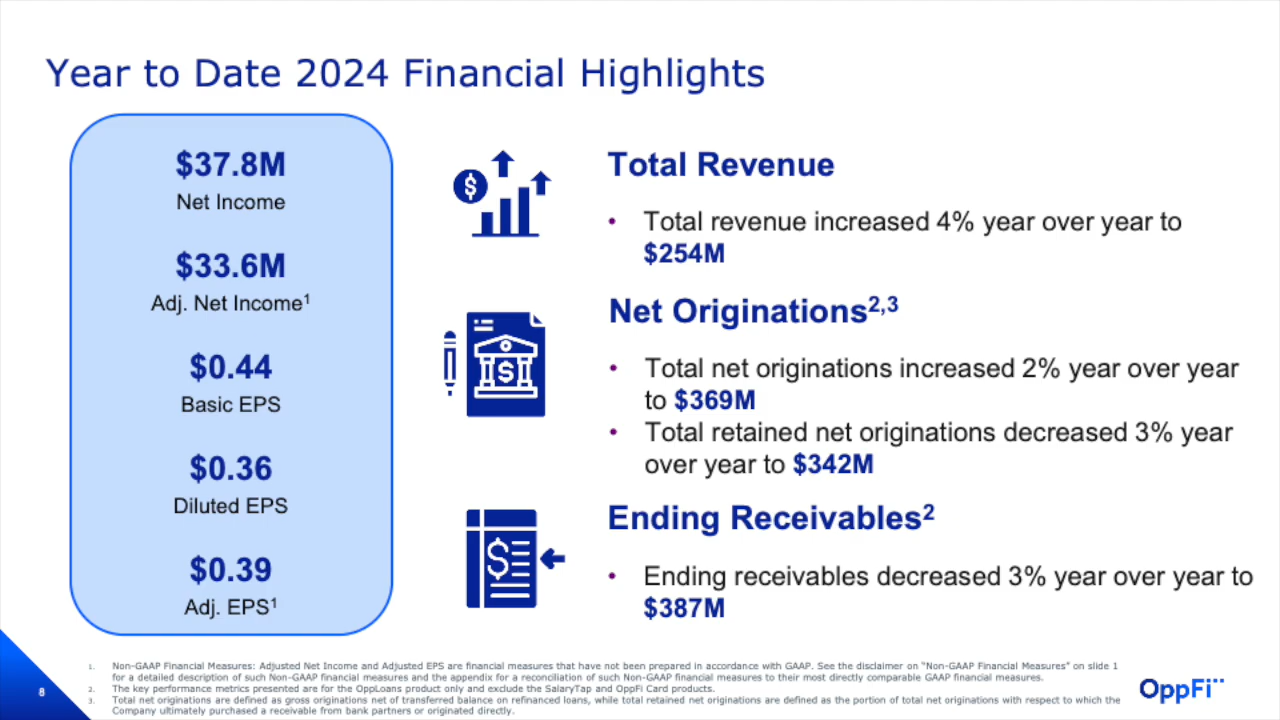 Year to Date 2024 Financial Highlights
$37.8M
Net Income
$33.6M
Adj. Net Income¹
$0.44
Basic EPS
$0.36
Diluted EPS
$0.39
Adj. EPS¹
Total Revenue
• Total revenue increased 4% year over year to
$254M
Net Originations²,³
• Total net originations increased 2% year over year
to $369M
• Total retained net originations decreased 3% year
over year to $342M
Ending Receivables²
• Ending receivables decreased 3% year over year to
$387M
1. Non-GAAP Financial Measures: Adjusted Net Income and Adjusted EPS are financial measures that have not been prepared in accordance with GAAP. See the disclaimer on “Non-GAAP Financial Measures” on slide 1
for a detailed description of such Non-GAAP financial measures and the appendix for a reconciliation of such Non-GAAP financial measures to their most directly comparable GAAP financial measures.
2. The key performance metrics presented are for the OppLoans product only and exclude the SalaryTap and OppFi Card products.
3. Total net originations are defined as gross originations net of transferred balance on refinanced loans, while total retained net originations are defined as the portion of total net originations with respect to which the
Company ultimately purchased a receivable from bank partners or originated directly.
8
OppFi